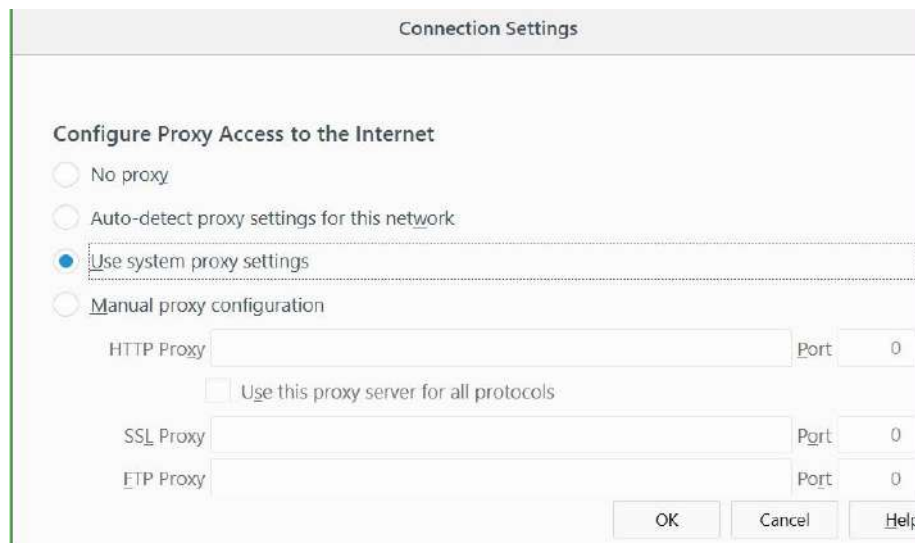 Connection Settings
Configure Proxy Access to the Internet
No proxy
Auto-detect proxy settings for this network
Use system proxy settings
Manual proxy configuration
HTTP Proxy Port 0
Use this proxy server for all protocols
SSL Proxy Port 0
FTP Proxy Port 0
OK Cancel Help